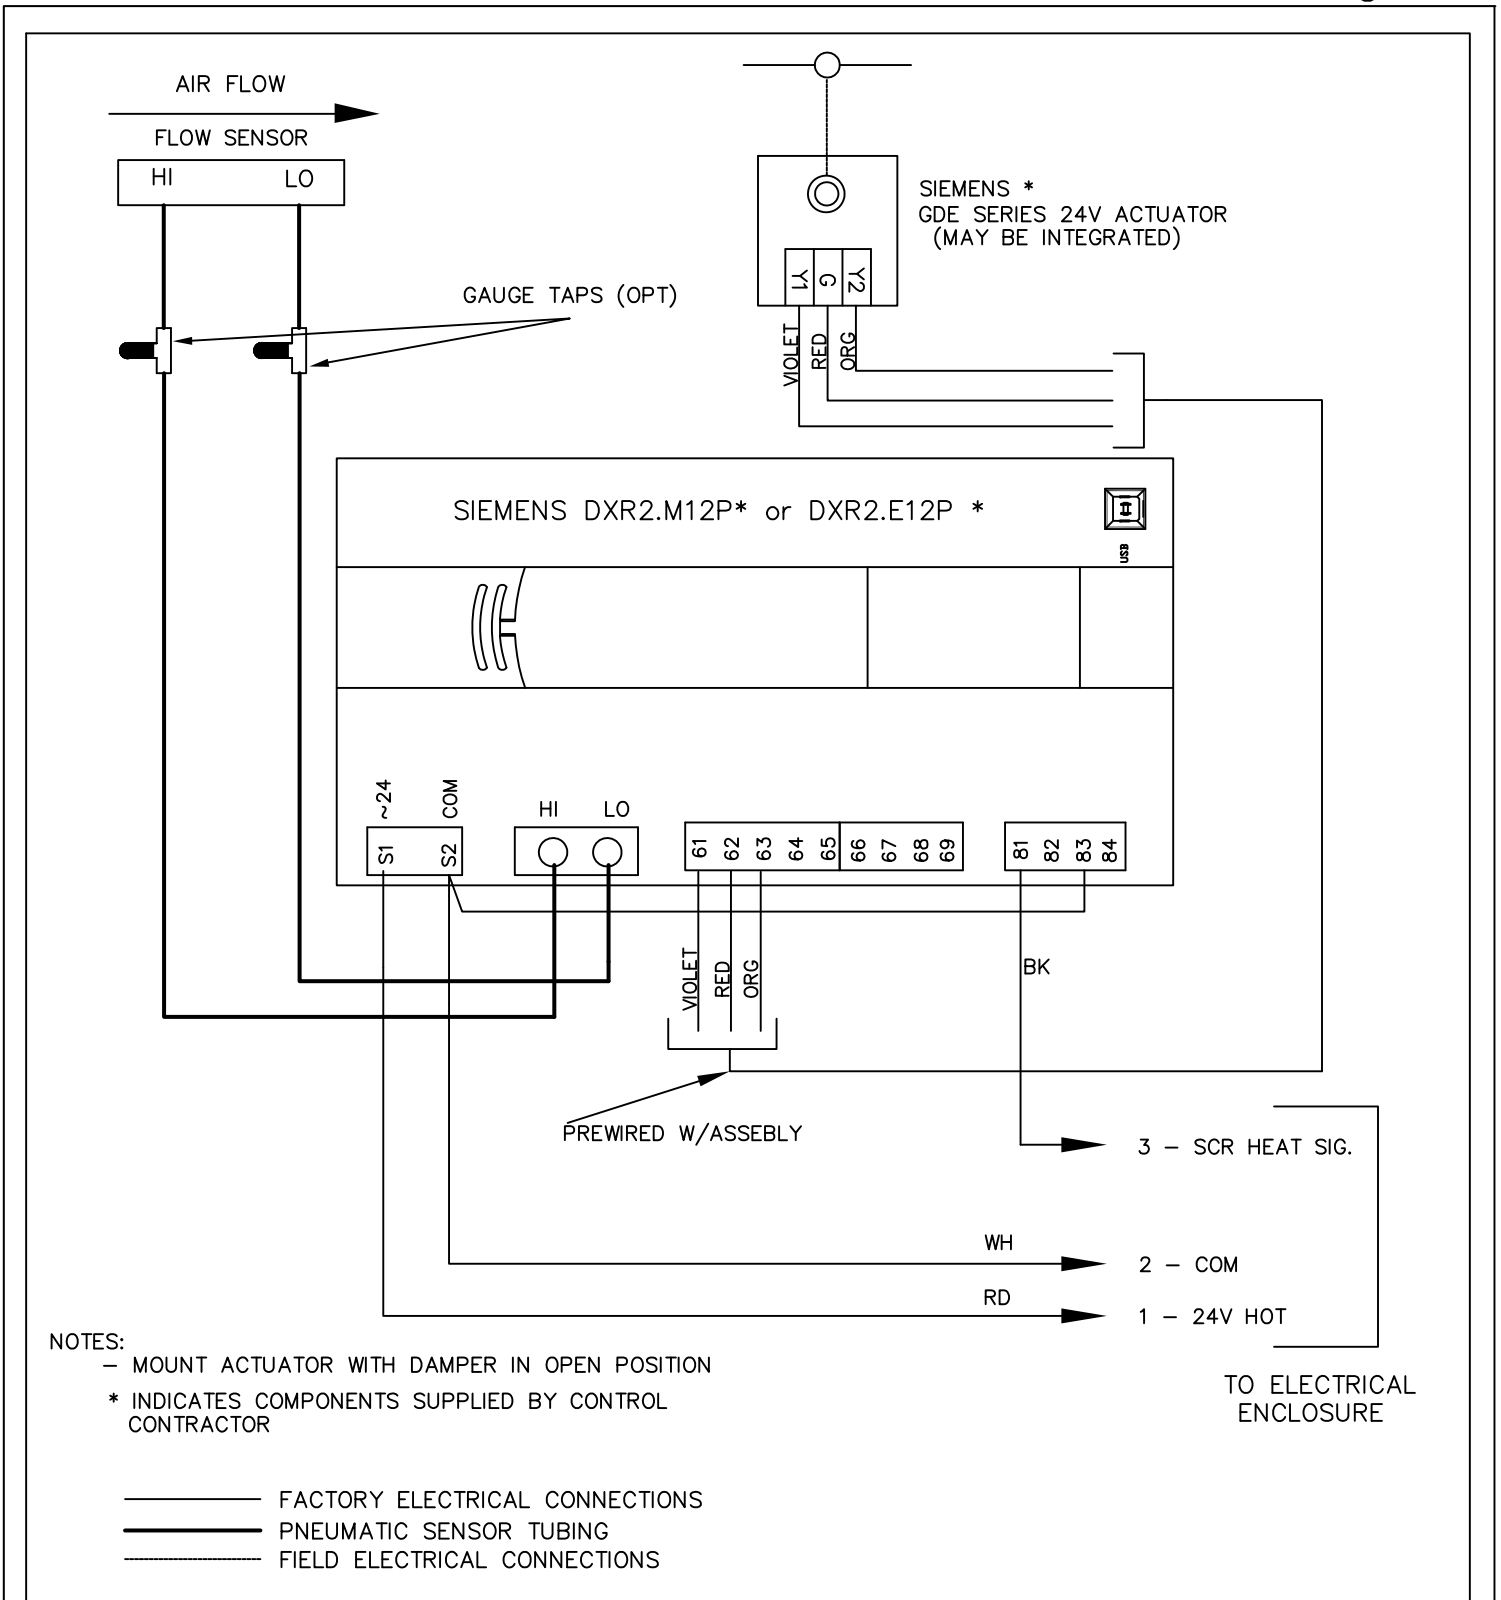 AIR FLOW
FLOW SENSOR
HI LO
SIEMENS *
GDE SERIES 24V ACTUATOR
(MAY BE INTEGRATED)
Y1 G Y2
GAUGE TAPS (OPT)
VIOLET RED ORG
SIEMENS DXR2.M12P* or DXR2.E12P *
USB
~24 COM
HI LO
S1 S2
61 62 63 64 65 66 67 68 69
81 82 83 84
VIOLET RED ORG
BK
PREWIRED W/ASSEBLY
3 – SCR HEAT SIG.
WH
2 – COM
RD
1 – 24V HOT
TO ELECTRICAL
ENCLOSURE
NOTES:
– MOUNT ACTUATOR WITH DAMPER IN OPEN POSITION
* INDICATES COMPONENTS SUPPLIED BY CONTROL
CONTRACTOR
FACTORY ELECTRICAL CONNECTIONS
PNEUMATIC SENSOR TUBING
FIELD ELECTRICAL CONNECTIONS